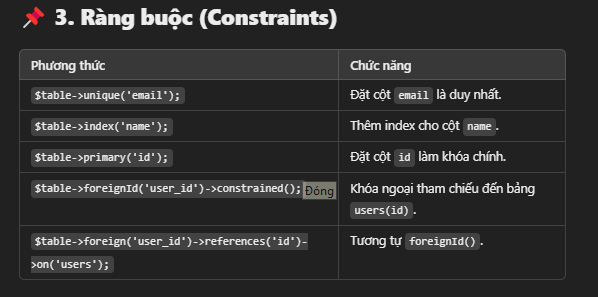 📌 3. Ràng buộc (Constraints)
Phương thức Chức năng
$table->unique('email'); Đặt cột email là duy nhất.
$table->index('name'); Thêm index cho cột name.
$table->primary('id'); Đặt cột id làm khóa chính.
$table->foreignId('user_id')->constrained(); Đóng Khóa ngoại tham chiếu đến bảng
users(id).
$table->foreign('user_id')->references('id')- Tương tự foreignId().
>on('users');